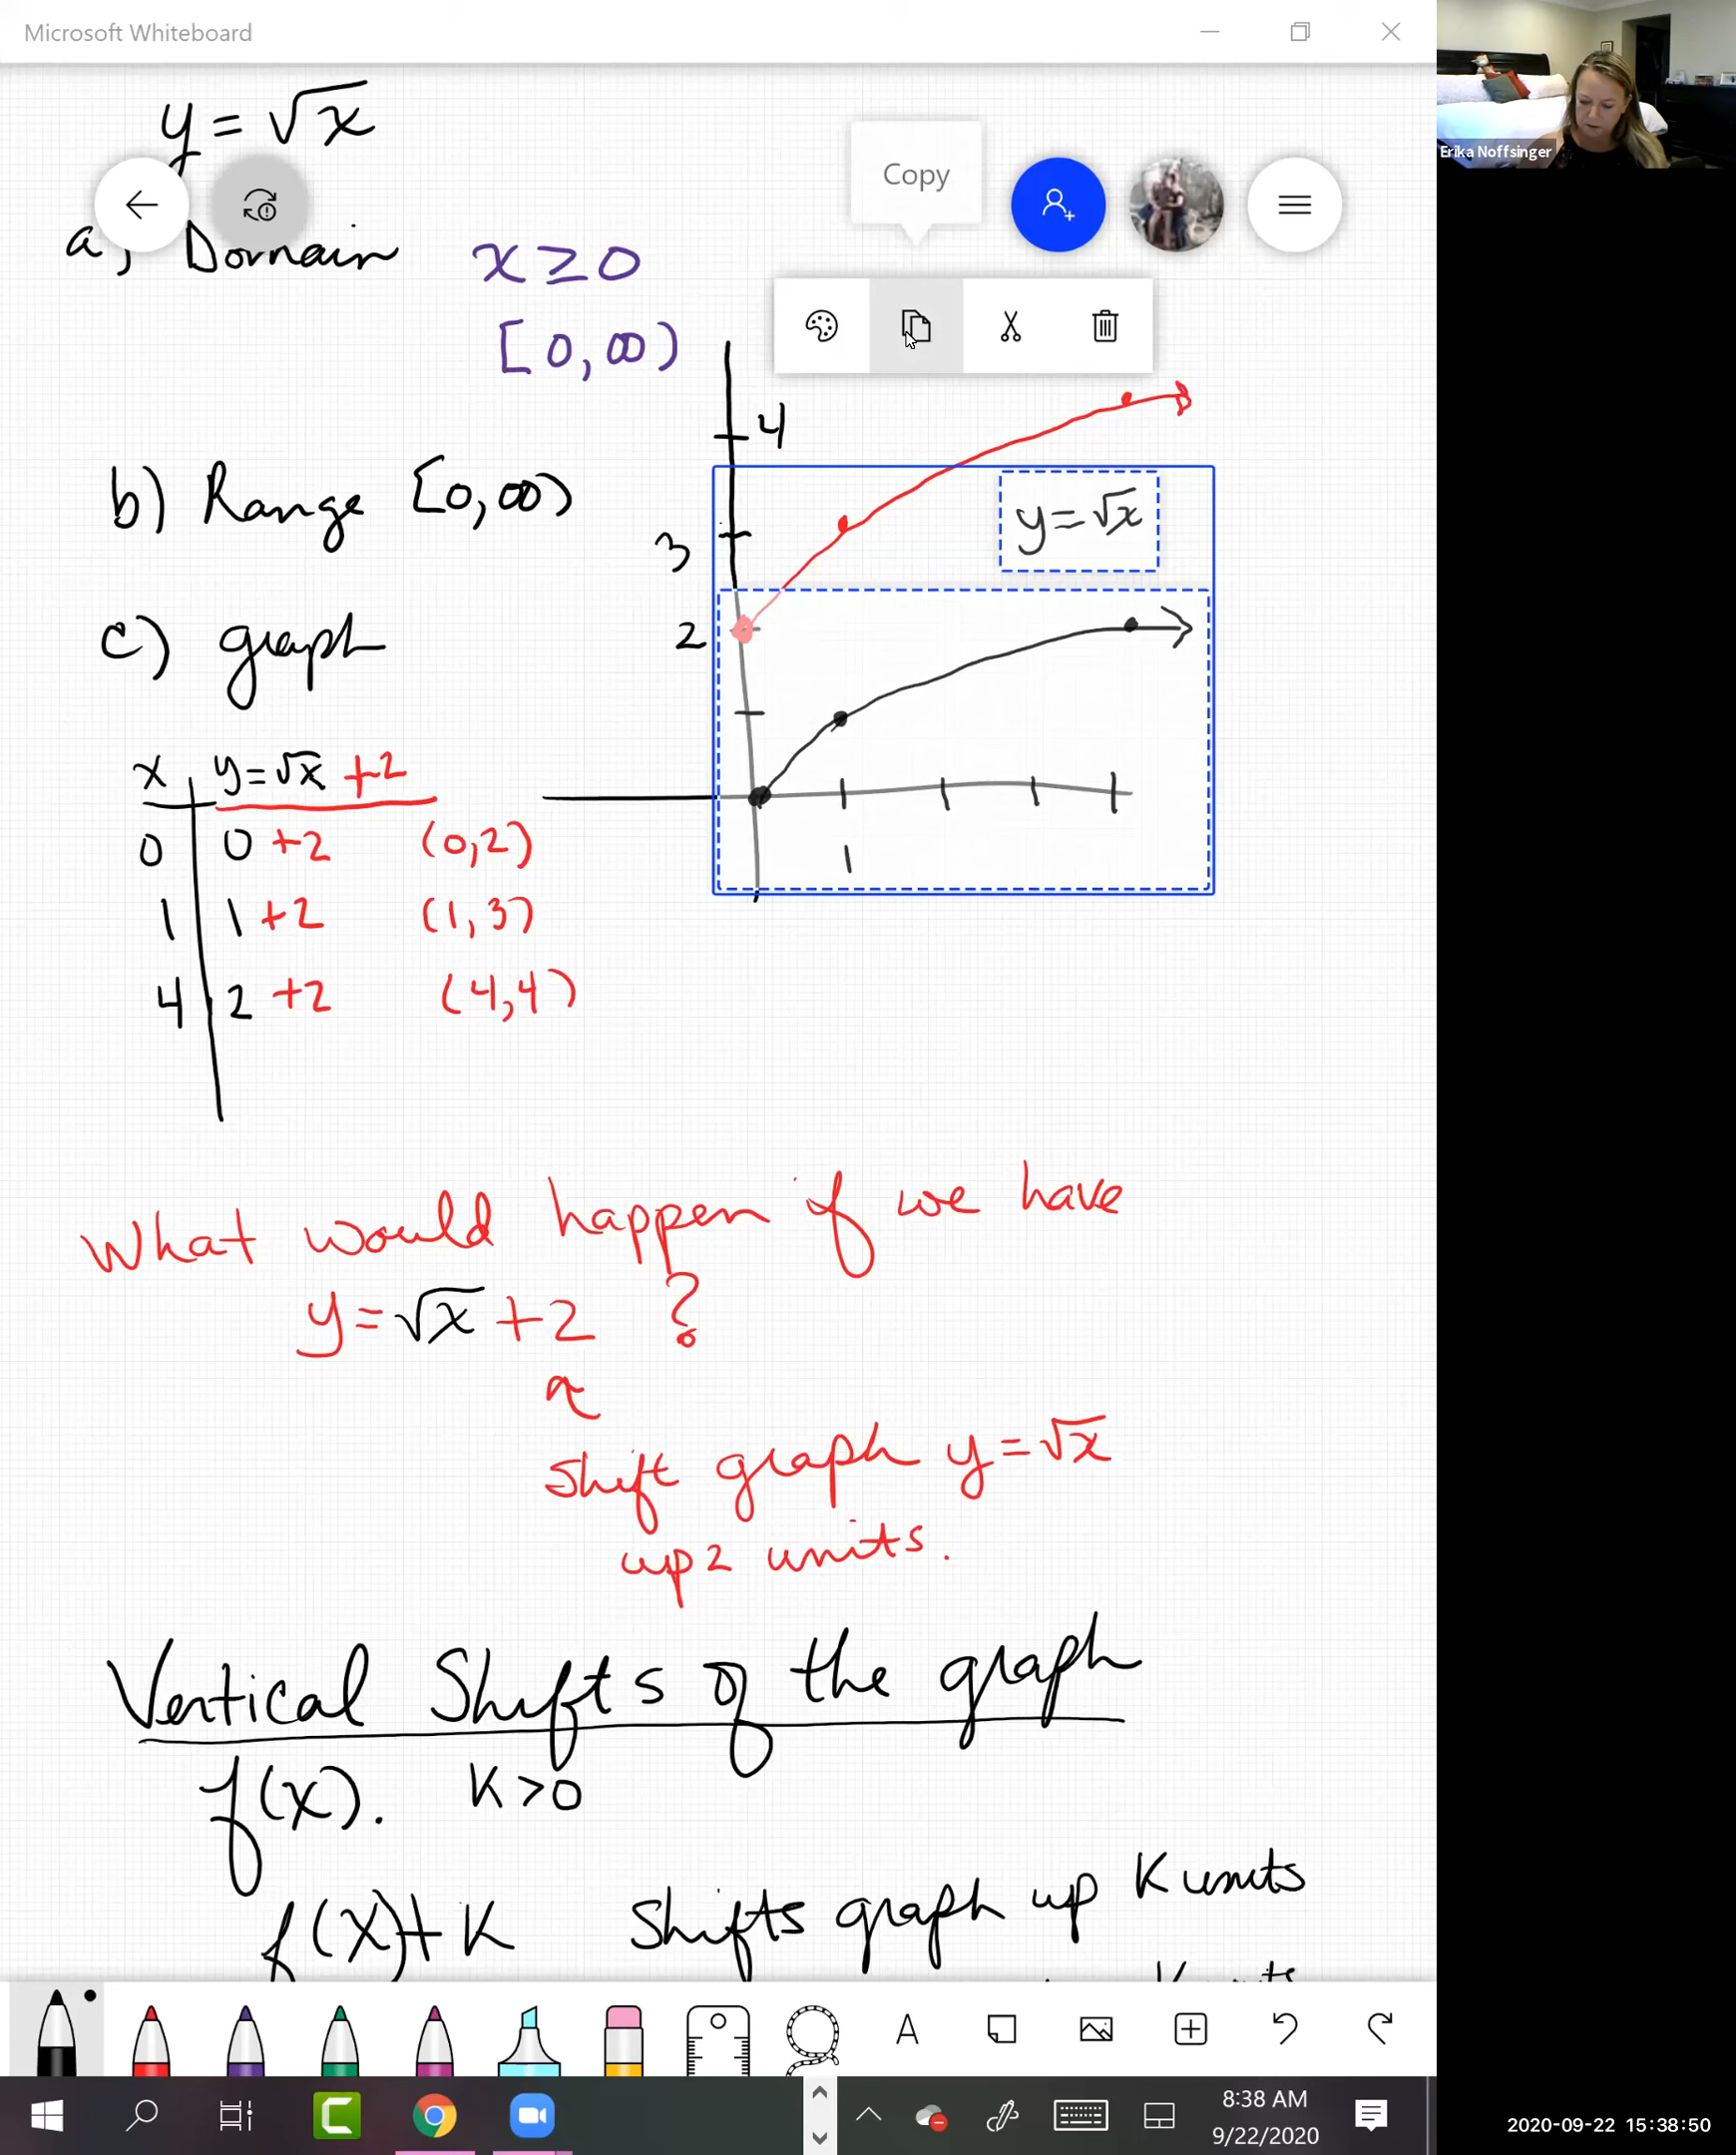 Microsoft Whiteboard
y = √x
Copy
Erika Noffsinger
a) Domain x ≥ 0
[0, ∞)
4
b) Range [0, ∞)
y = √x
3
c) graph
2
x y = √x + 2
0 0 + 2 (0,2)
1
1 1 + 2 (1,3)
4 2 + 2 (4,4)
What would happen if we have
y = √x + 2 ?
shift graph y = √x
up 2 units.
Vertical Shifts of the graph
f(x). K > 0
f(x) + K Shifts graph up K units
8:38 AM
9/22/2020
2020-09-22 15:38:50